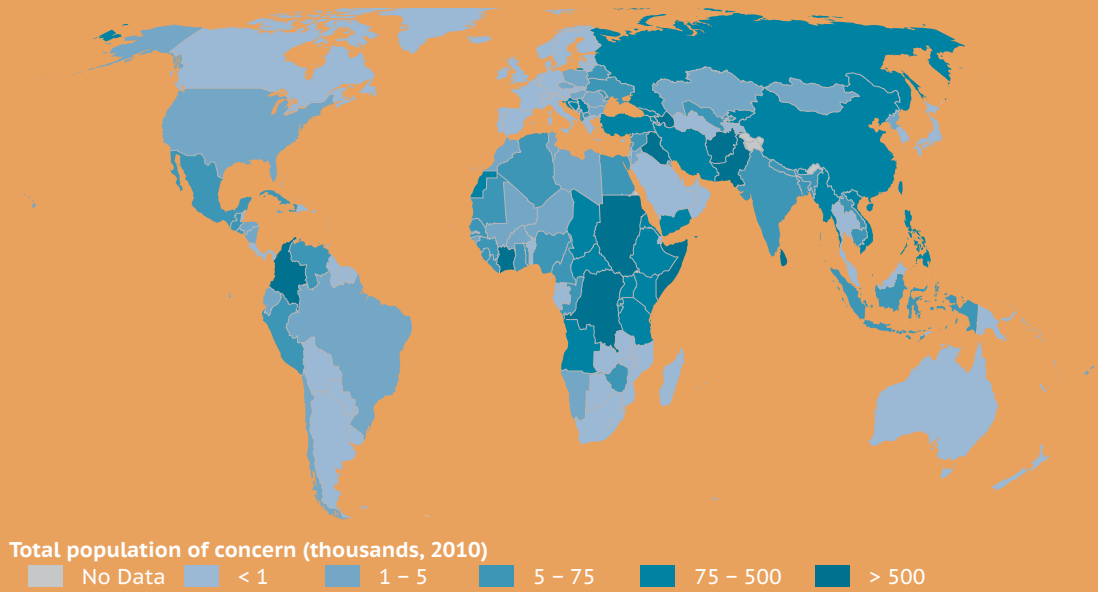 Total population of concern (thousands, 2010)
No Data < 1 1 – 5 5 – 75 75 – 500 > 500